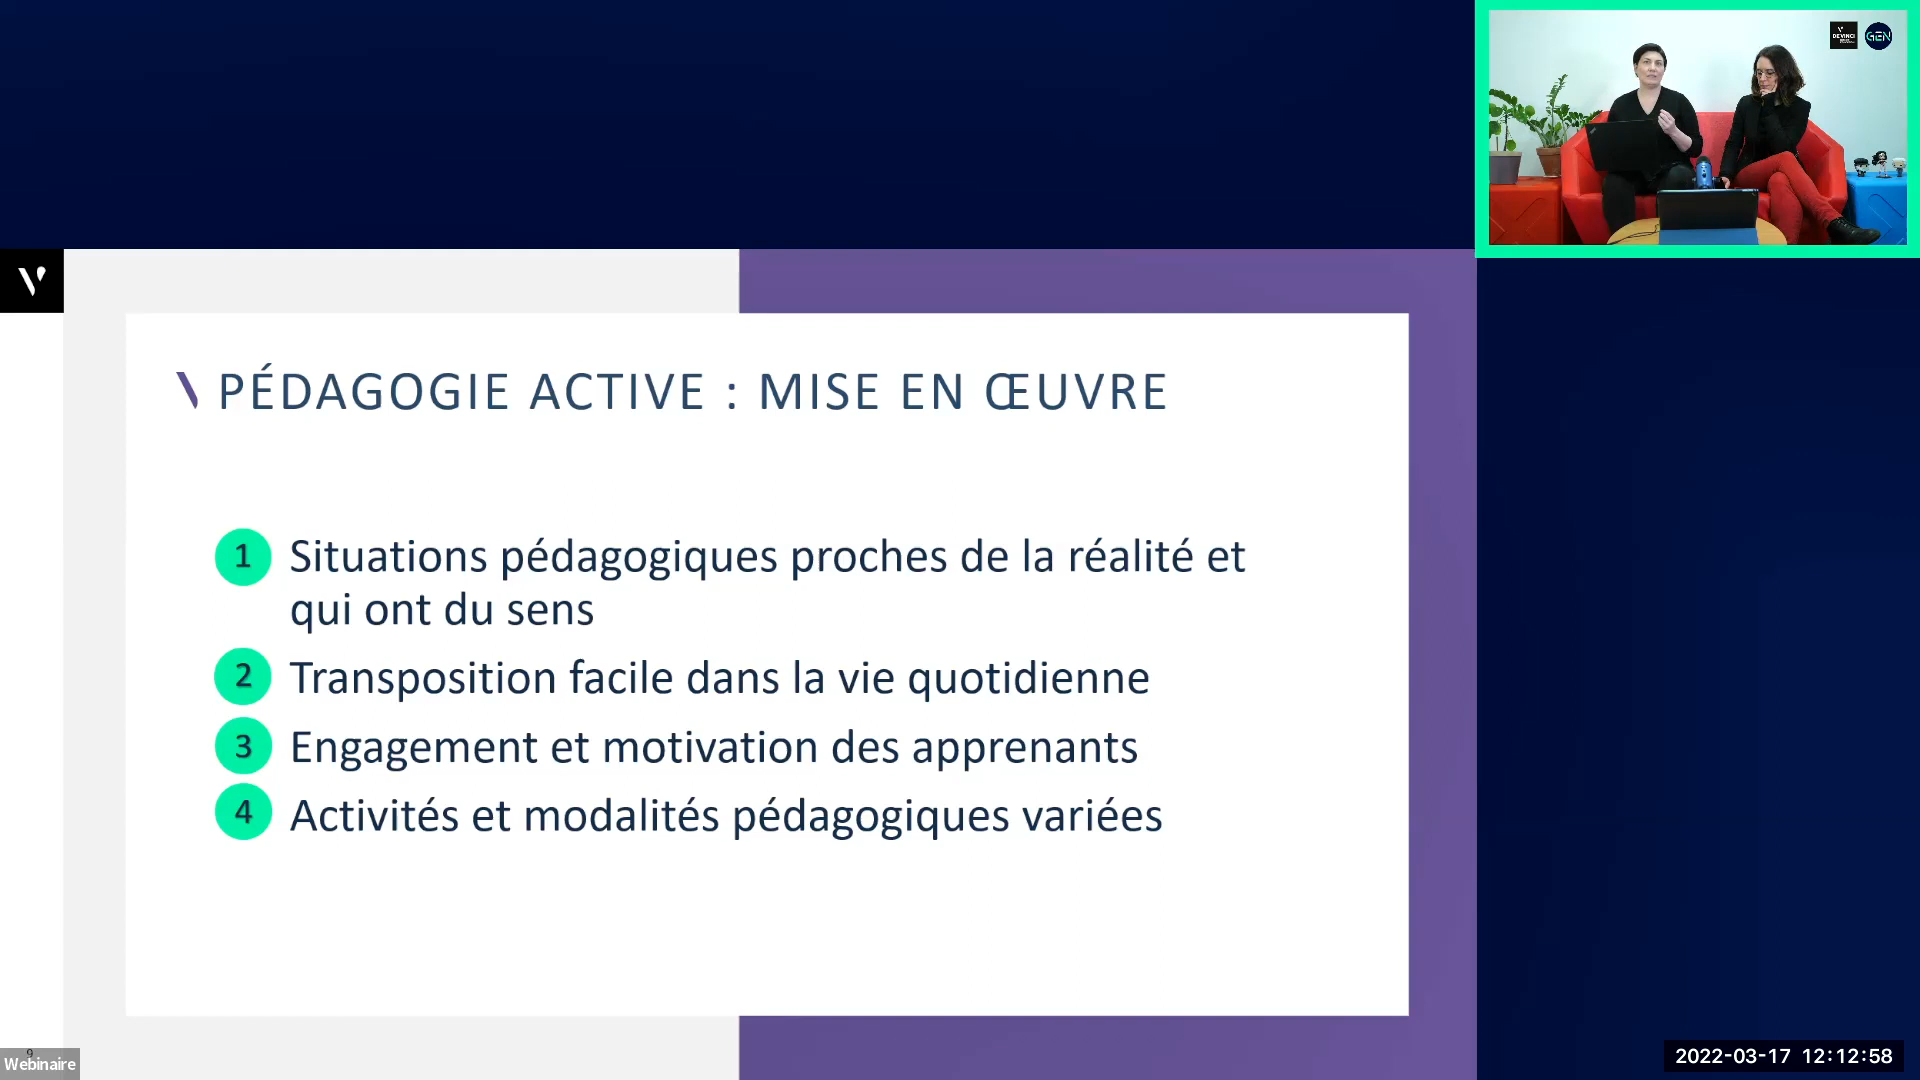 DEVINCI
GEN
PÉDAGOGIE ACTIVE : MISE EN ŒUVRE
1 Situations pédagogiques proches de la réalité et
qui ont du sens
2 Transposition facile dans la vie quotidienne
3 Engagement et motivation des apprenants
4 Activités et modalités pédagogiques variées
9
Webinaire
2022-03-17 12:12:58